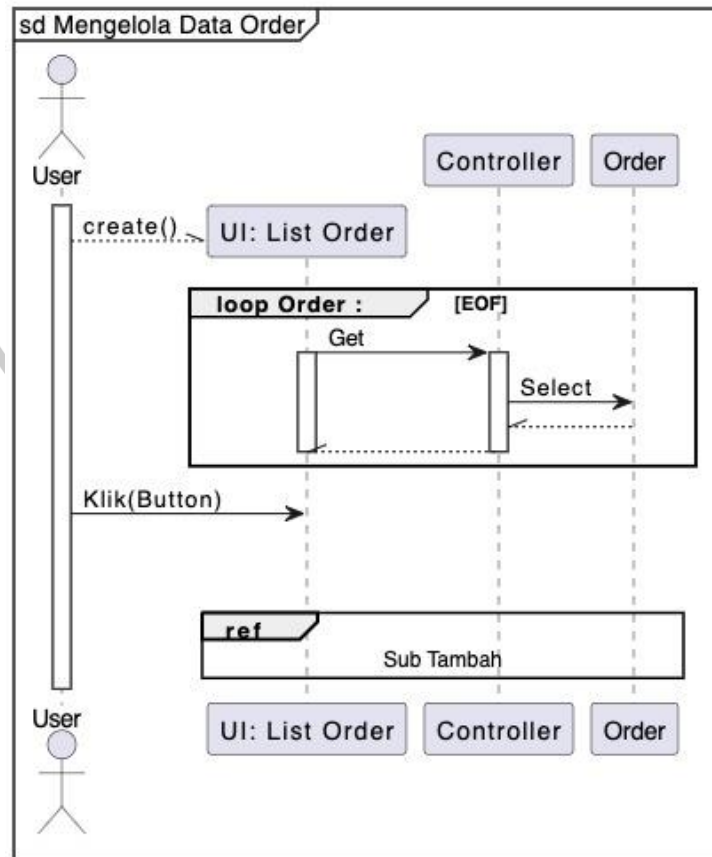 sd Mengelola Data Order
User
Controller
Order
create()
UI: List Order
loop Order :
[EOF]
Get
Select
Klik(Button)
ref
Sub Tambah
User
UI: List Order
Controller
Order